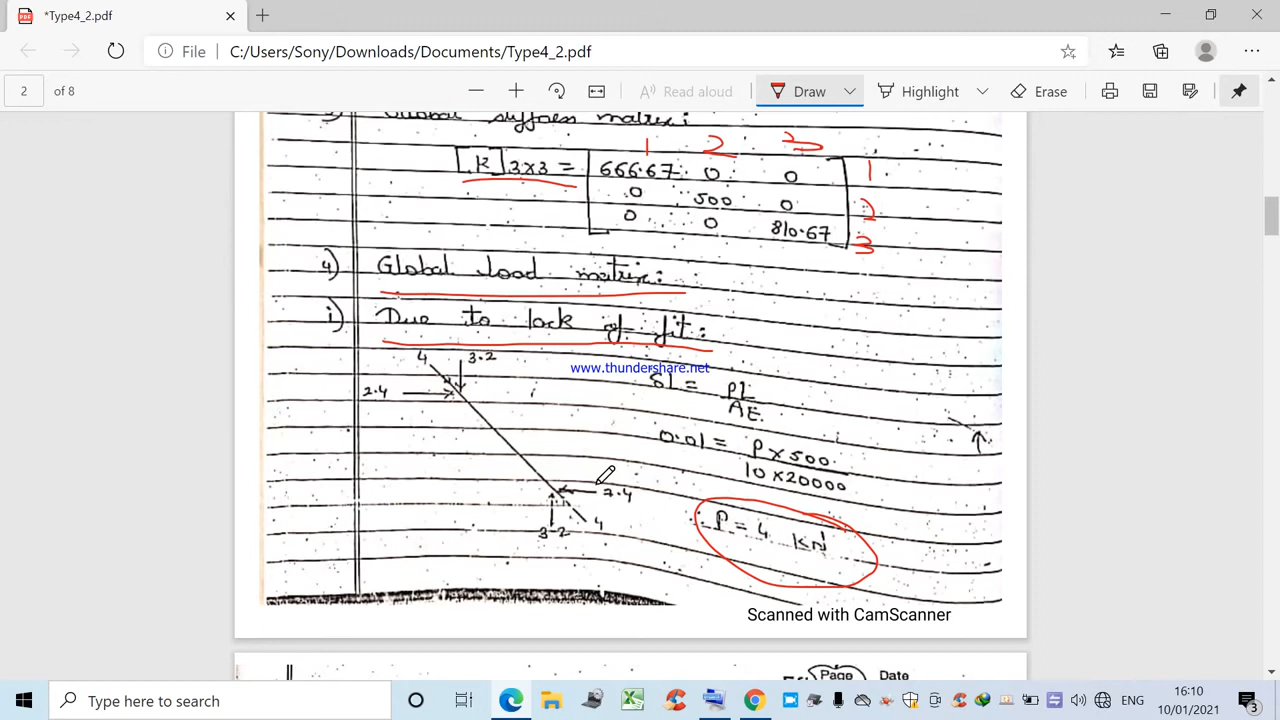 *Type4_2.pdf
File C:/Users/Sony/Downloads/Documents/Type4_2.pdf
2 of 8 Read aloud Draw Highlight Erase
Global stiffness matrix:
1 2 3
[K] 3x3 = 666.67 0 0 1
0 500 0 2
0 0 810.67 3
4) Global load matrix:
i) Due to lack of fit:
4 3.2
www.thundershare.net
δl = Pl
AE
2.4
0.01 = P x 500
10 x 20000
2.4
4
3.2
P = 4 kN
Scanned with CamScanner
Page Date
Type here to search
ENG 16:10
10/01/2021
3